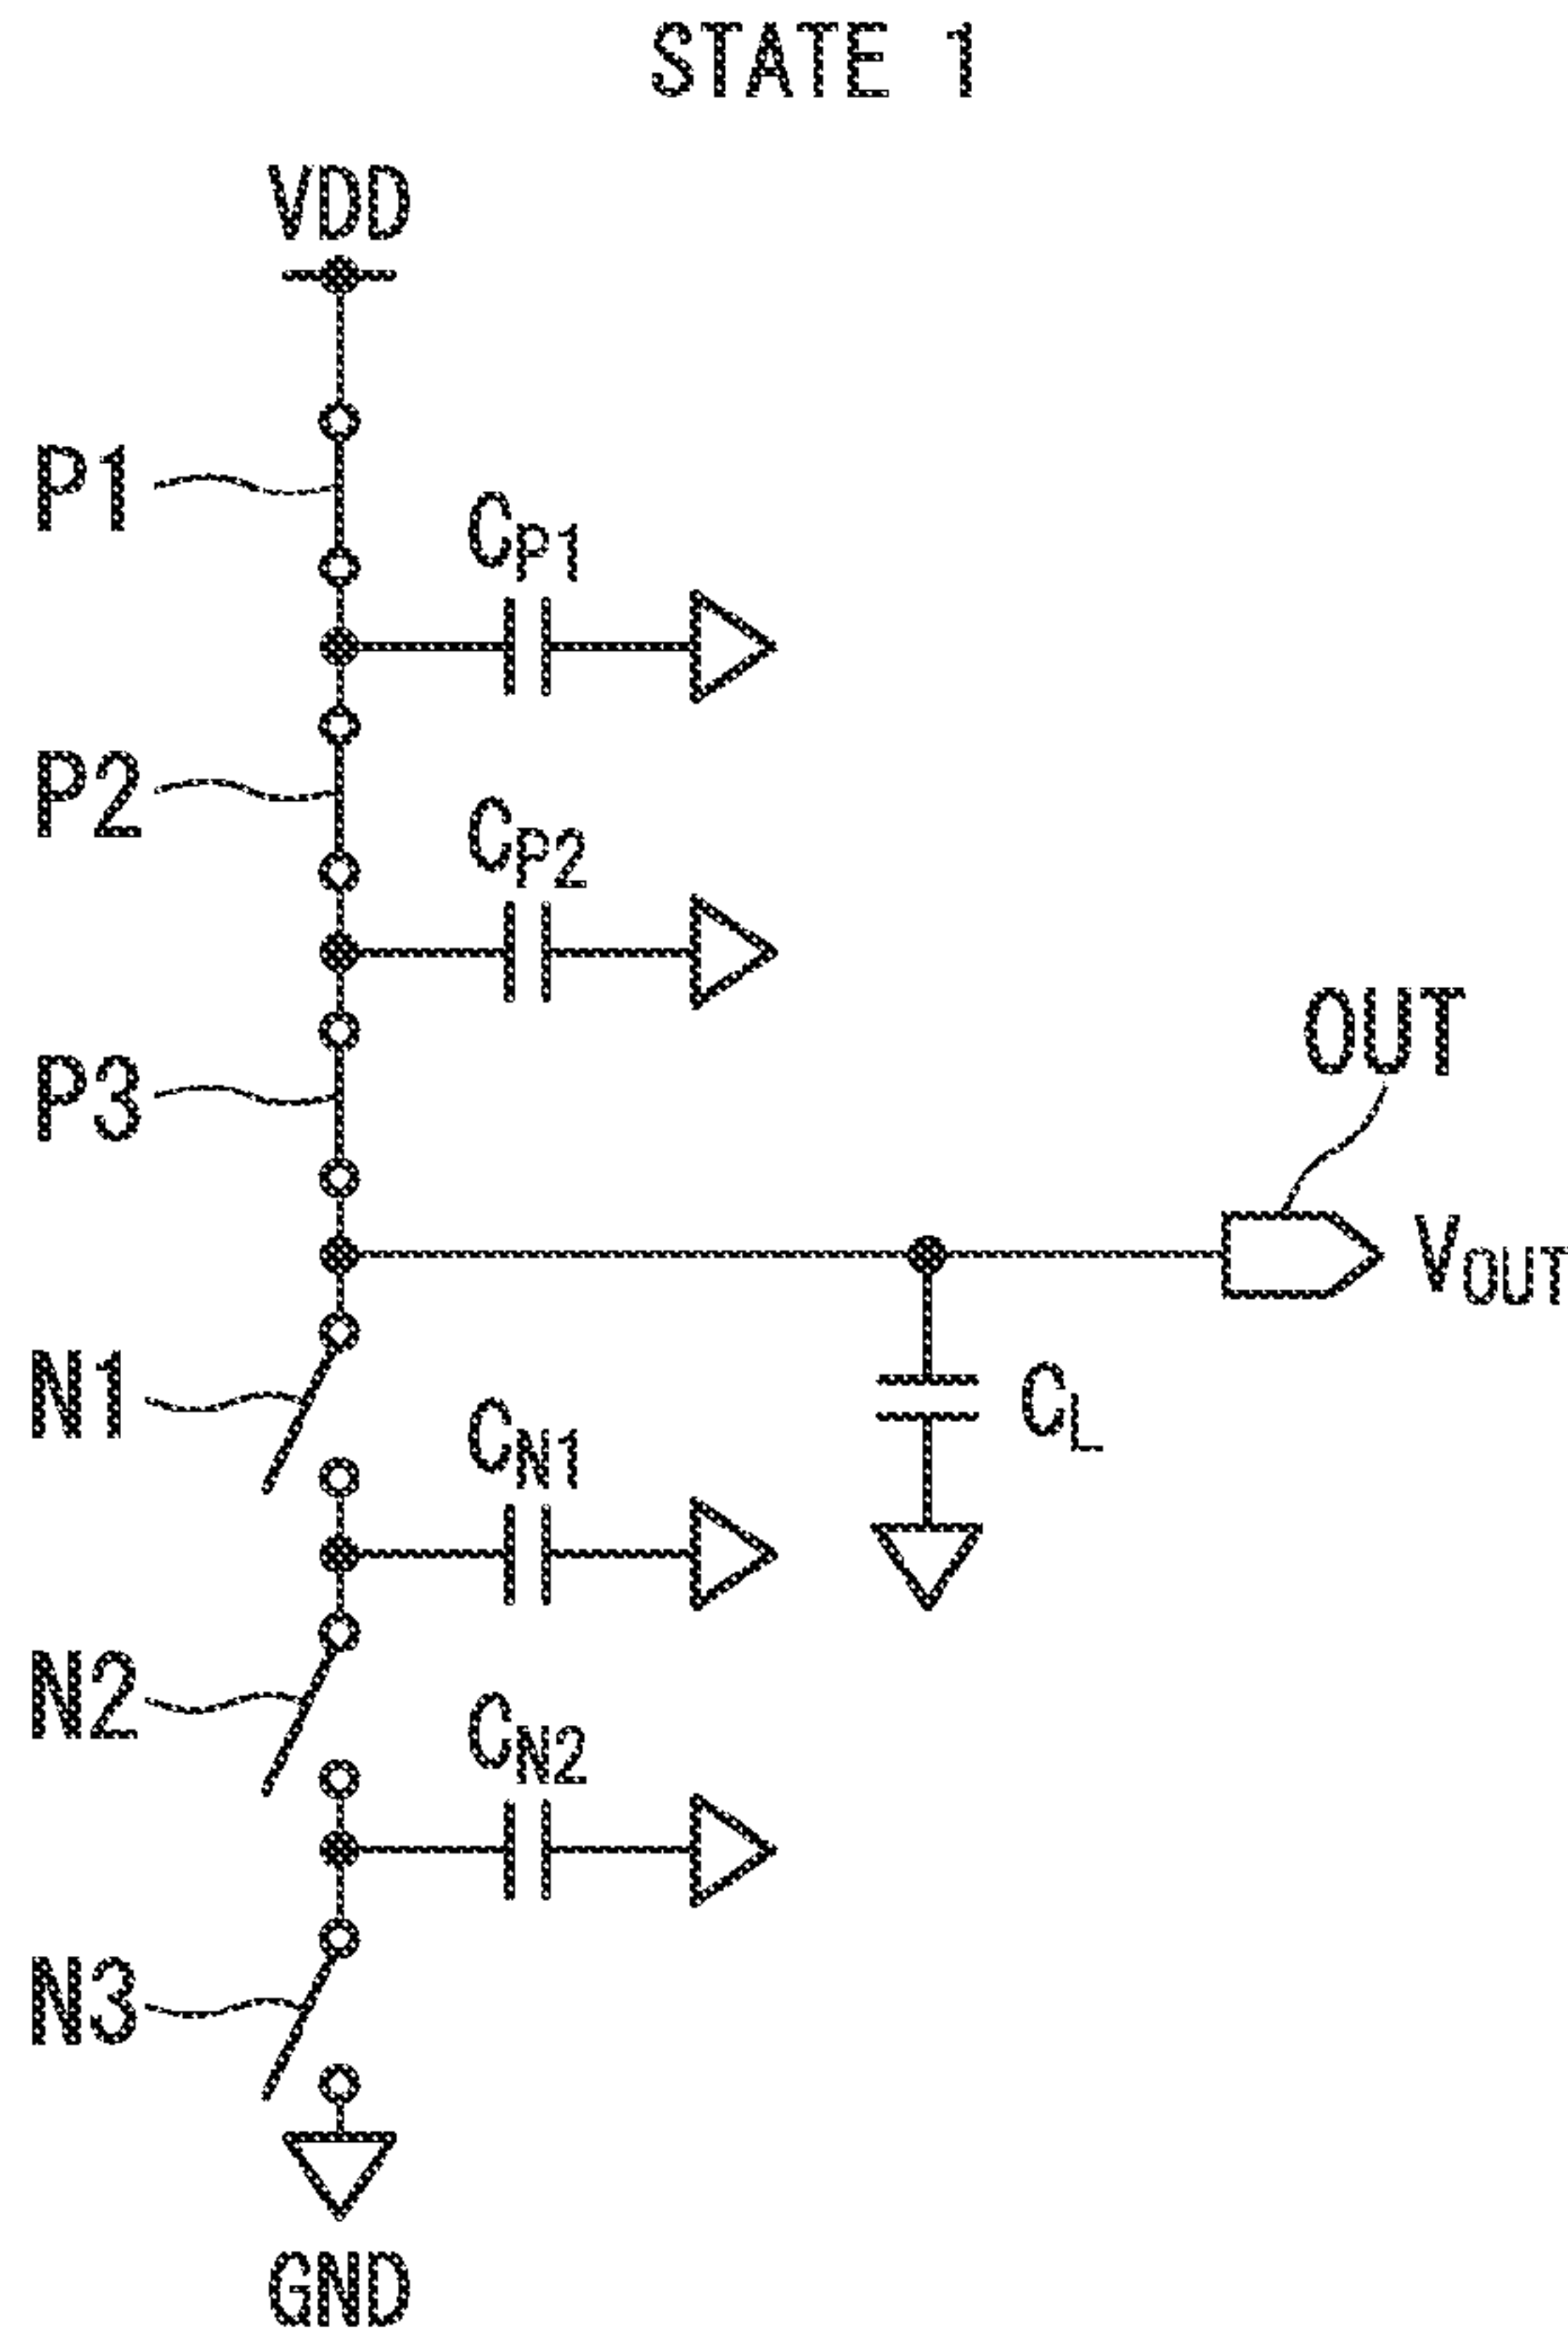 STATE 1
VDD
P1
CP1
P2
CP2
P3
OUT
VOUT
N1
CN1
CL
N2
CN2
N3
GND